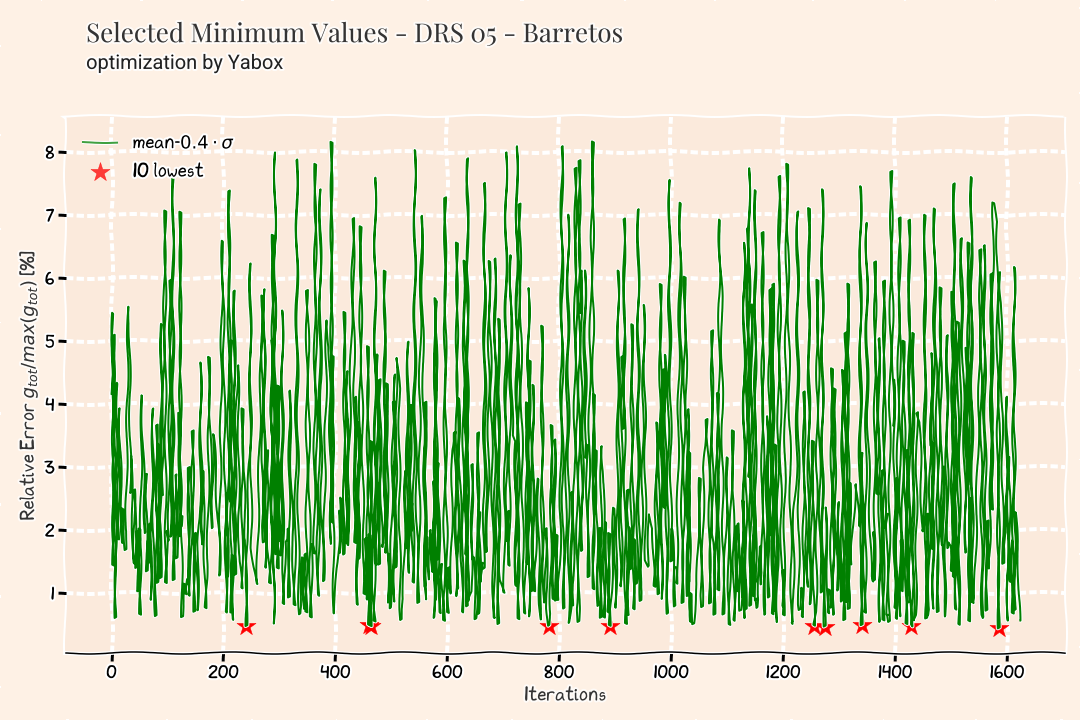 Selected Minimum Values - DRS 05 - Barretos
optimization by Yabox
mean-0.4 · σ
10 lowest
Relative Error g_tot/max(g_tot) [%]
8
7
6
5
4
3
2
1
0 200 400 600 800 1000 1200 1400 1600
Iterations